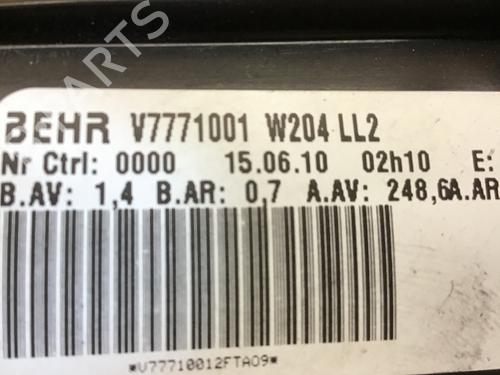 PARTS
BEHR V7771001 W204 LL2
Nr Ctrl: 0000 15.06.10 02h10 E:
B.AV: 1,4 B.AR: 0,7 A.AV: 248,6A.AR
*V77710012FTA09*